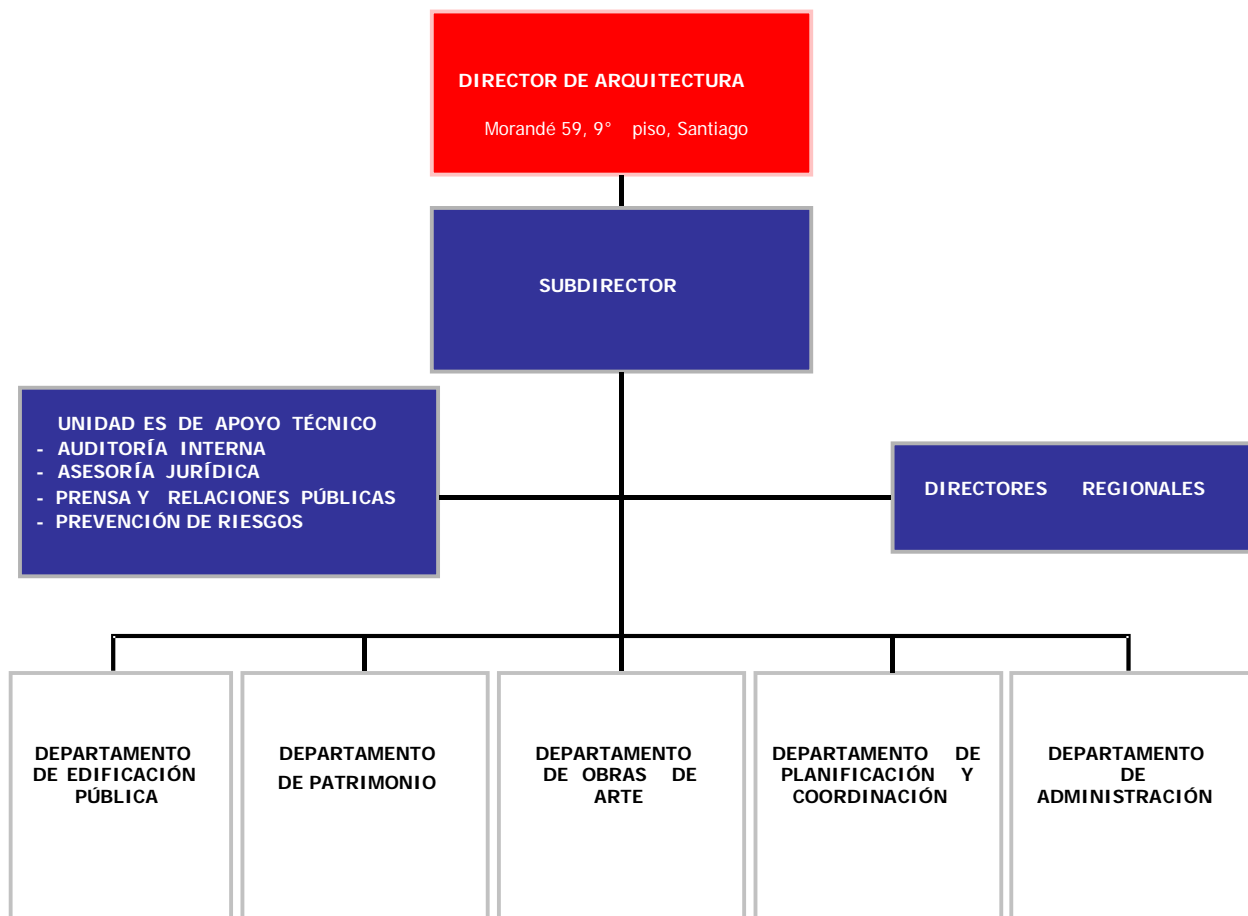 DIRECTOR DE ARQUITECTURA
Morandé 59, 9° piso, Santiago
SUBDIRECTOR
UNIDAD ES DE APOYO TÉCNICO
- AUDITORÍA INTERNA
- ASESORÍA JURÍDICA
- PRENSA Y RELACIONES PÚBLICAS
- PREVENCIÓN DE RIESGOS
DIRECTORES REGIONALES
DEPARTAMENTO
DE EDIFICACIÓN
PÚBLICA
DEPARTAMENTO
DE PATRIMONIO
DEPARTAMENTO
DE OBRAS DE
ARTE
DEPARTAMENTO DE
PLANIFICACIÓN Y
COORDINACIÓN
DEPARTAMENTO
DE
ADMINISTRACIÓN